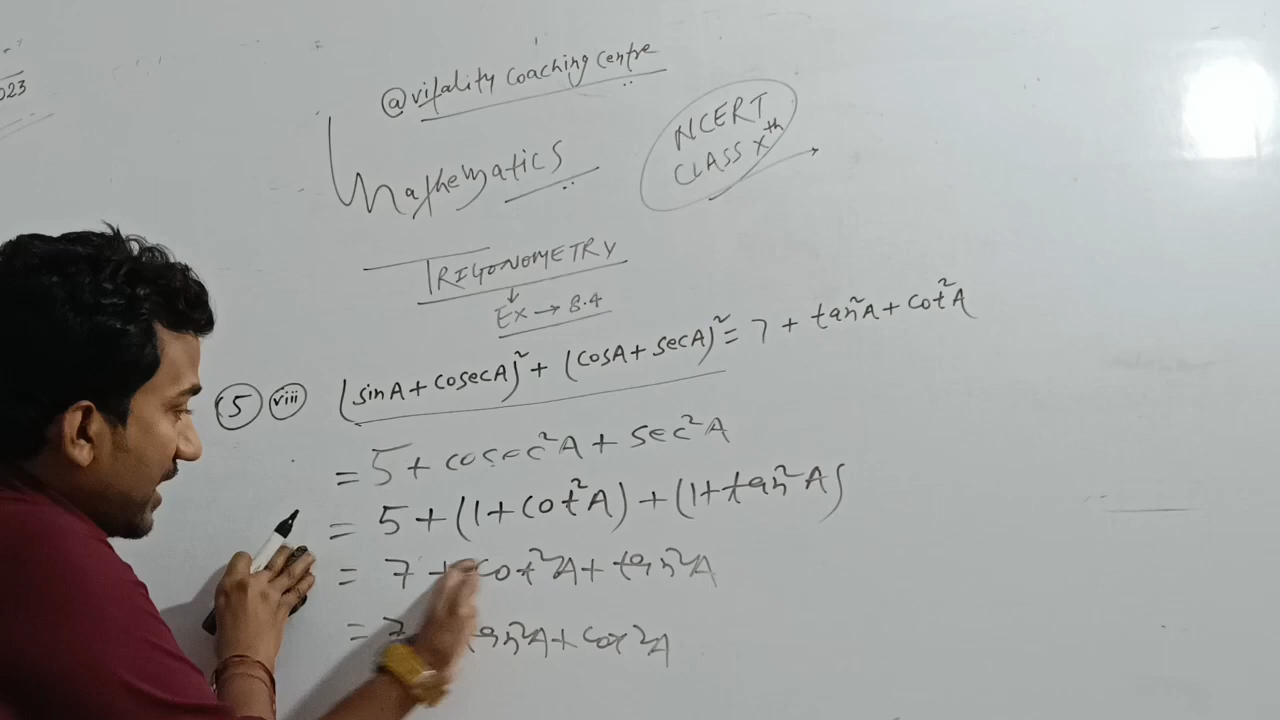 023
@vitality coaching centre
Mathematics
NCERT
CLASS Xth
TRIGONOMETRY
Ex → 8.4
(5) (viii) (sinA + cosecA)² + (cosA + secA)² = 7 + tan²A + cot²A
= 5 + cosec²A + sec²A
= 5 + (1 + cot²A) + (1 + tan²A)
= 7 + cot²A + tan²A
= 7 tan²A + cot²A